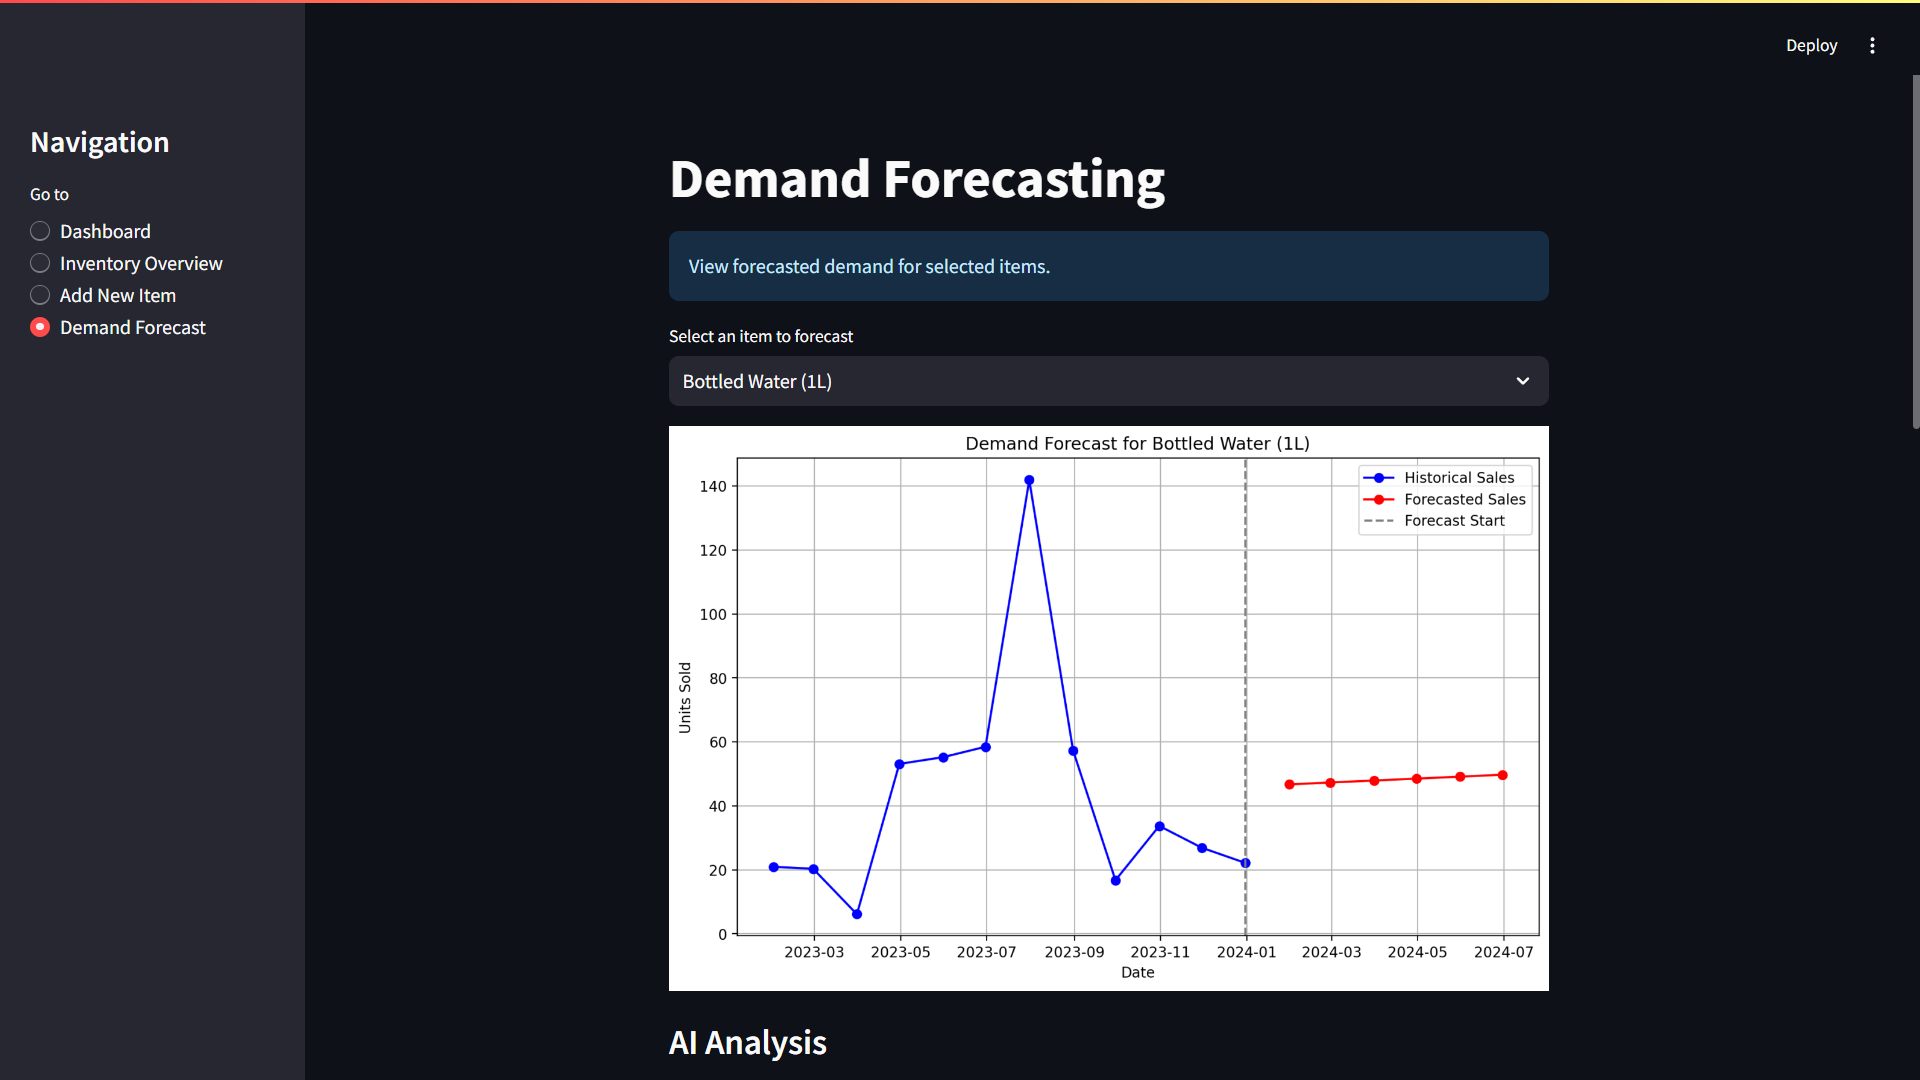 Deploy
Navigation
Go to
Dashboard
Inventory Overview
Add New Item
Demand Forecast
Demand Forecasting
View forecasted demand for selected items.
Select an item to forecast
Bottled Water (1L)
Demand Forecast for Bottled Water (1L)
Historical Sales
Forecasted Sales
Forecast Start
140
120
100
80
60
40
20
0
Units Sold
2023-03 2023-05 2023-07 2023-09 2023-11 2024-01 2024-03 2024-05 2024-07
Date
AI Analysis